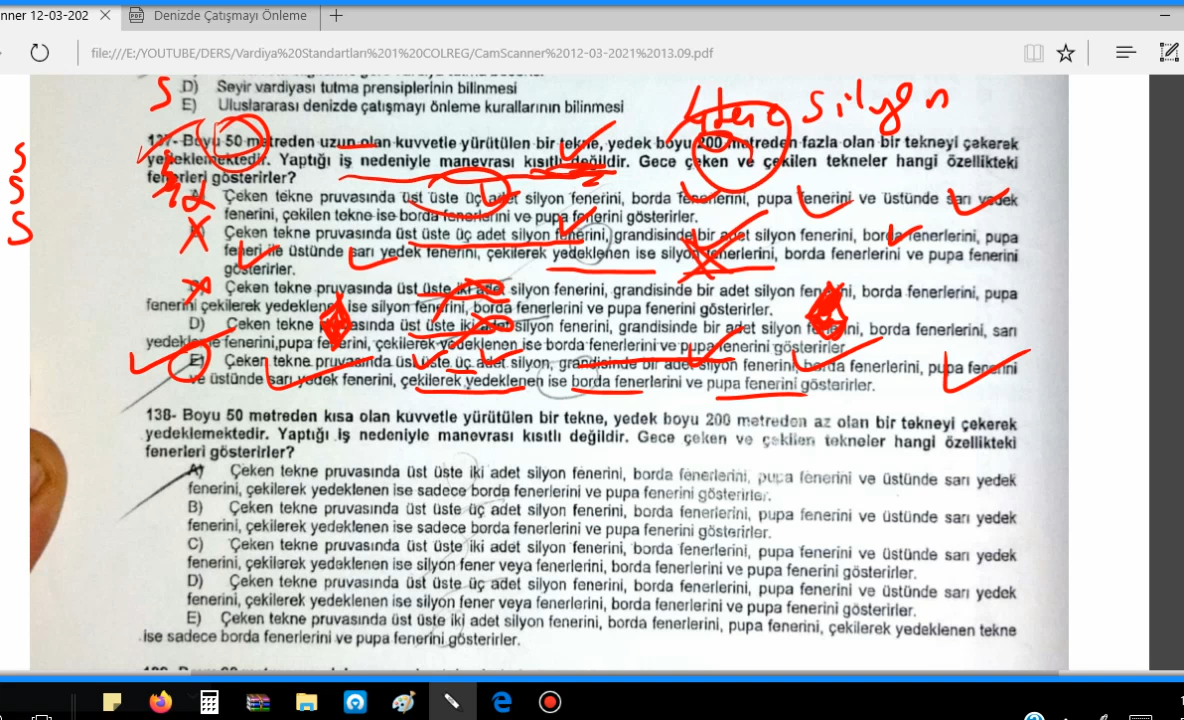 nner 12-03-202
Denizde Çatışmayı Önleme
file:///E:/YOUTUBE/DERS/Vardiya%20Standartları%201%20COLREG/CamScanner%2012-03-2021%2013.09.pdf
D) Seyir vardiyası tutma prensiplerinin bilinmesi
E) Uluslararası denizde çatışmayı önleme kurallarının bilinmesi
silyon
S
S
S
S
137- Boyu 50 metreden uzun olan kuvvetle yürütülen bir tekne, yedek boyu 200 metreden fazla olan bir tekneyi çekerek
yedeklemektedir. Yaptığı iş nedeniyle manevrası kısıtlı değildir. Gece çeken ve çekilen tekneler hangi özellikteki
fenerleri gösterirler?
Çeken tekne pruvasında üst üste üç adet silyon fenerini, borda fenerlerini, pupa fenerini ve üstünde sarı yedek
fenerini, çekilen tekne ise borda fenerlerini ve pupa fenerini gösterirler.
Çeken tekne pruvasında üst üste üç adet silyon fenerini, grandisinde bir adet silyon fenerini, borda fenerlerini, pupa
feneri ile üstünde sarı yedek fenerini, çekilerek yedeklenen ise silyon fenerlerini, borda fenerlerini ve pupa fenerini
gösterirler.
Çeken tekne pruvasında üst üste iki adet silyon fenerini, grandisinde bir adet silyon fenerini, borda fenerlerini, pupa
fenerini çekilerek yedeklenen ise silyon fenerini, borda fenerlerini ve pupa fenerini gösterirler.
D) Çeken tekne pruvasında üst üste iki adet silyon fenerini, grandisinde bir adet silyon fenerini, borda fenerlerini, sarı
yedekleme fenerini,pupa fenerini, çekilerek yedeklenen ise borda fenerlerini ve pupa fenerini gösterirler
E) Çeken tekne pruvasında üst üste üç adet silyon, grandisinde bir adet silyon fenerini, borda fenerlerini, pupa fenerini
ve üstünde sarı yedek fenerini, çekilerek yedeklenen ise borda fenerlerini ve pupa fenerini gösterirler.
138- Boyu 50 metreden kısa olan kuvvetle yürütülen bir tekne, yedek boyu 200 metreden az olan bir tekneyi çekerek
yedeklemektedir. Yaptığı iş nedeniyle manevrası kısıtlı değildir. Gece çeken ve çekilen tekneler hangi özellikteki
fenerleri gösterirler?
A) Çeken tekne pruvasında üst üste iki adet silyon fenerini, borda fenerlerini, pupa fenerini ve üstünde sarı yedek
fenerini, çekilerek yedeklenen ise sadece borda fenerlerini ve pupa fenerini gösterirler.
B) Çeken tekne pruvasında üst üste üç adet silyon fenerini, borda fenerlerini, pupa fenerini ve üstünde sarı yedek
fenerini, çekilerek yedeklenen ise sadece borda fenerlerini ve pupa fenerini gösterirler.
C) Çeken tekne pruvasında üst üste iki adet silyon fenerini, borda fenerlerini, pupa fenerini ve üstünde sarı yedek
fenerini, çekilerek yedeklenen ise silyon fener veya fenerlerini, borda fenerlerini ve pupa fenerini gösterirler.
D) Çeken tekne pruvasında üst üste üç adet silyon fenerini, borda fenerlerini, pupa fenerini ve üstünde sarı yedek
fenerini, çekilerek yedeklenen ise silyon fener veya fenerlerini, borda fenerlerini ve pupa fenerini gösterirler.
E) Çeken tekne pruvasında üst üste iki adet silyon fenerini, borda fenerlerini, pupa fenerini, çekilerek yedeklenen tekne
ise sadece borda fenerlerini ve pupa fenerini gösterirler.